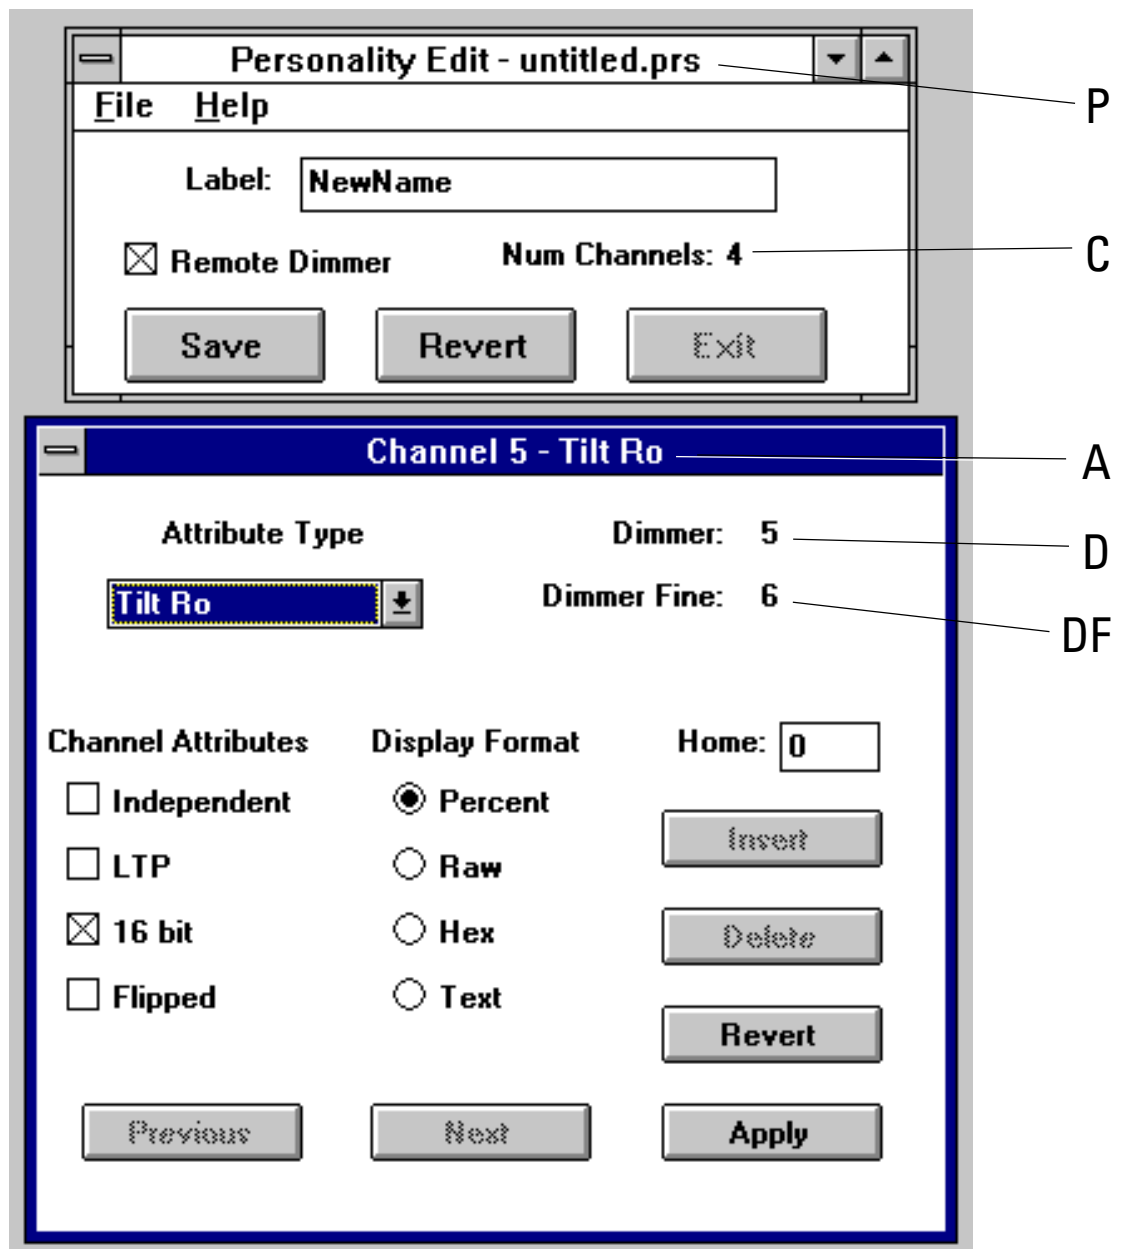 Personality Edit - untitled.prs
P
File Help
Label: NewName
Remote Dimmer Num Channels: 4
C
Save Revert Exit
Channel 5 - Tilt Ro
A
Attribute Type Dimmer: 5
D
Tilt Ro Dimmer Fine: 6
DF
Channel Attributes Display Format Home: 0
Independent Percent
Insert
LTP Raw
16 bit Hex Delete
Flipped Text
Revert
Previous Next Apply